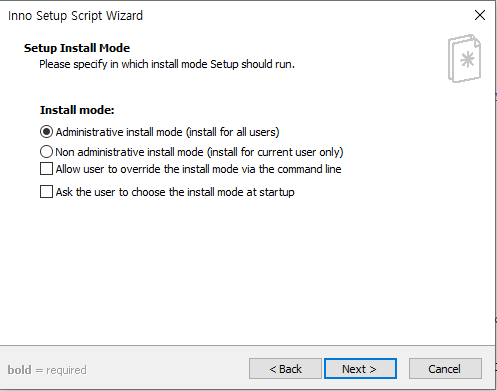 Inno Setup Script Wizard
Setup Install Mode
Please specify in which install mode Setup should run.
Install mode:
Administrative install mode (install for all users)
Non administrative install mode (install for current user only)
Allow user to override the install mode via the command line
Ask the user to choose the install mode at startup
bold = required
< Back
Next >
Cancel